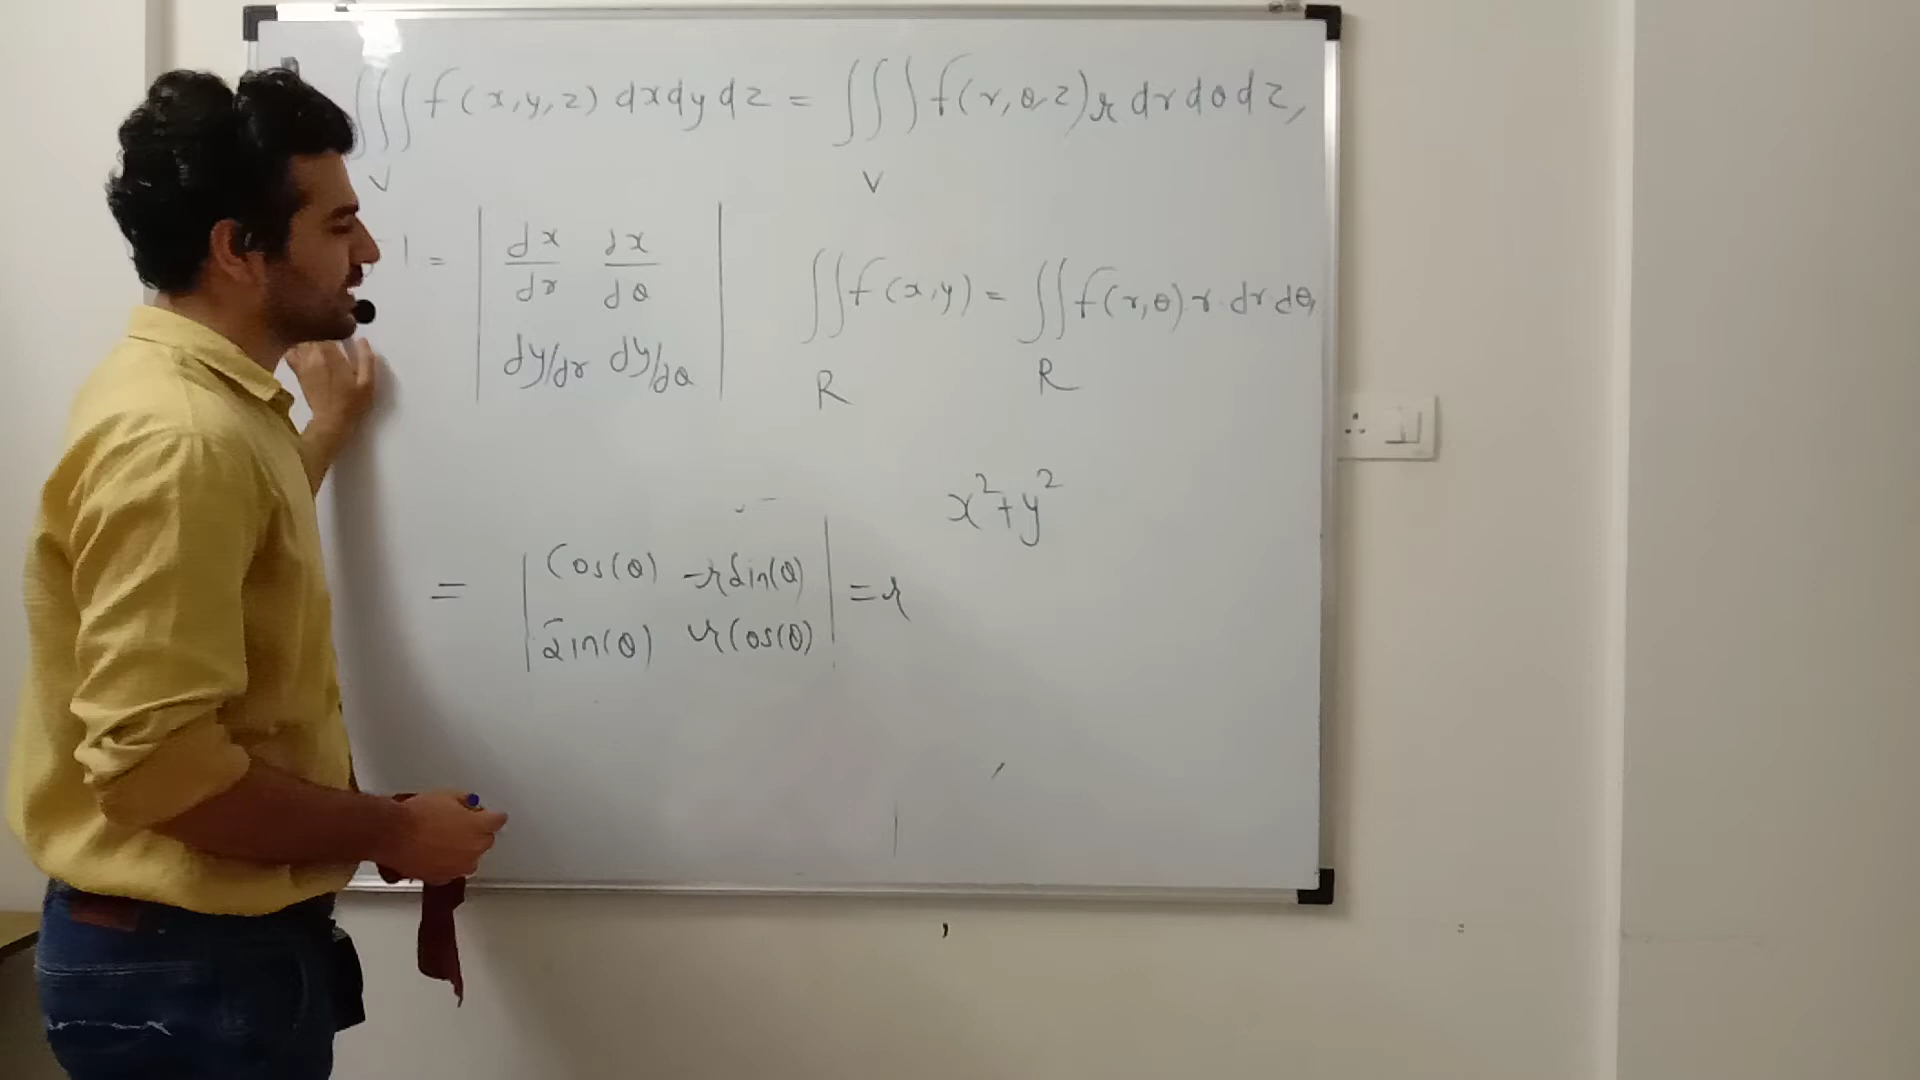 ∭ f(x,y,z) dxdydz = ∭ f(r,θ,z) r dr dθ dz,
V V
| = | dx/dr dx/dθ |
| dy/dr dy/dθ |
∬ f(x,y) = ∬ f(r,θ) r dr dθ,
R R
x²+y²
= | Cos(θ) -r Sin(θ) | = r
| Sin(θ) r Cos(θ) |